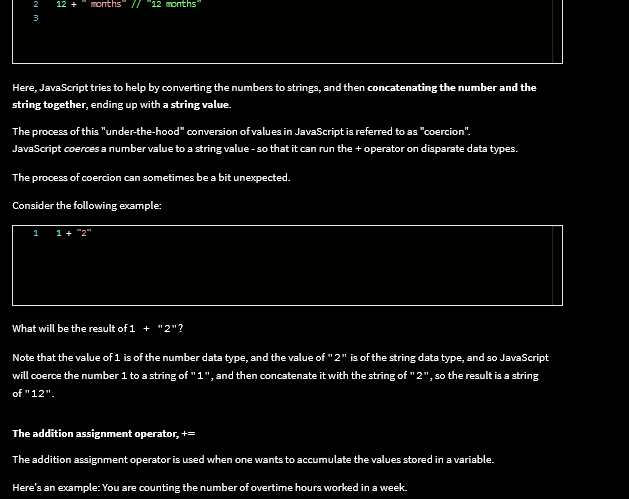 2 12 + " months" // "12 months"
3
Here, JavaScript tries to help by converting the numbers to strings, and then concatenating the number and the
string together, ending up with a string value.
The process of this "under-the-hood" conversion of values in JavaScript is referred to as "coercion".
JavaScript coerces a number value to a string value - so that it can run the + operator on disparate data types.
The process of coercion can sometimes be a bit unexpected.
Consider the following example:
1 1 + "2"
What will be the result of 1 + "2"?
Note that the value of 1 is of the number data type, and the value of "2" is of the string data type, and so JavaScript
will coerce the number 1 to a string of "1", and then concatenate it with the string of "2", so the result is a string
of "12".
The addition assignment operator, +=
The addition assignment operator is used when one wants to accumulate the values stored in a variable.
Here's an example: You are counting the number of overtime hours worked in a week.